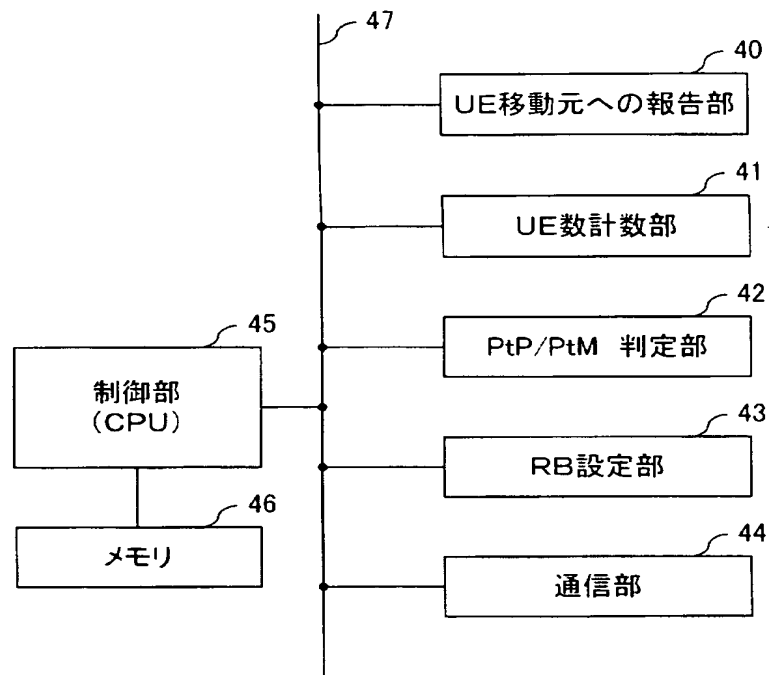 47
40
UE移動元への報告部
41
UE数計数部
42
PtP/PtM 判定部
45
制御部
(CPU)
43
RB設定部
46
メモリ
44
通信部